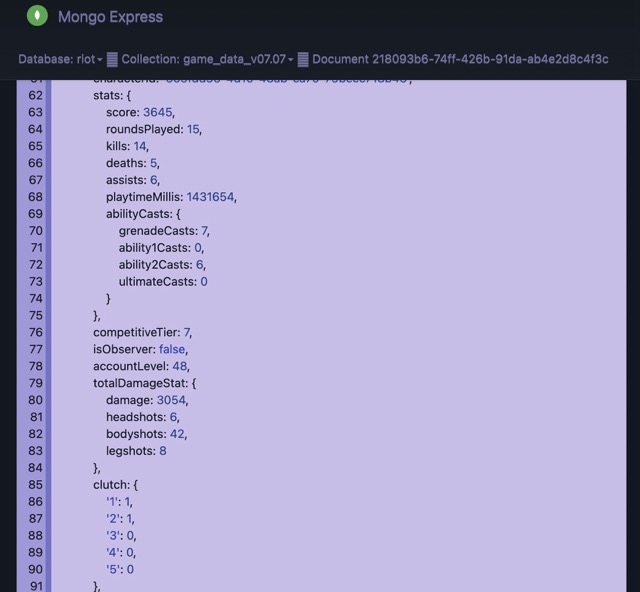 Mongo Express
Database: riot Collection: game_data_v07.07 Document 218093b6-74ff-426b-91da-ab4e2d8c4f3c
62 stats: {
63 score: 3645,
64 roundsPlayed: 15,
65 kills: 14,
66 deaths: 5,
67 assists: 6,
68 playtimeMillis: 1431654,
69 abilityCasts: {
70 grenadeCasts: 7,
71 ability1Casts: 0,
72 ability2Casts: 6,
73 ultimateCasts: 0
74 }
75 },
76 competitiveTier: 7,
77 isObserver: false,
78 accountLevel: 48,
79 totalDamageStat: {
80 damage: 3054,
81 headshots: 6,
82 bodyshots: 42,
83 legshots: 8
84 },
85 clutch: {
86 '1': 1,
87 '2': 1,
88 '3': 0,
89 '4': 0,
90 '5': 0
91 },